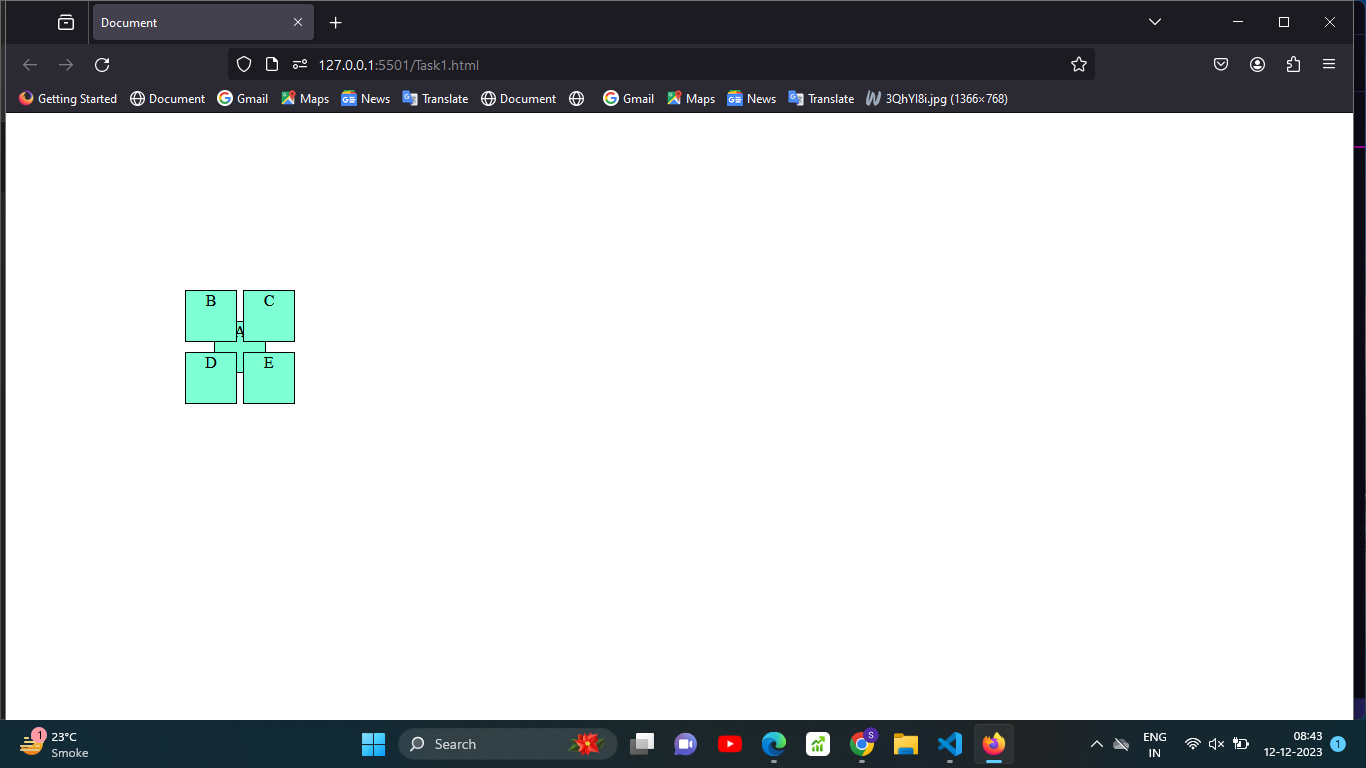 Document
127.0.0.1:5501/Task1.html
Getting Started Document Gmail Maps News Translate Document Gmail Maps News Translate 3QhYl8i.jpg (1366×768)
B C
A
D E
1 23°C
Smoke
Search
S
ENG
IN
08:43
12-12-2023
1